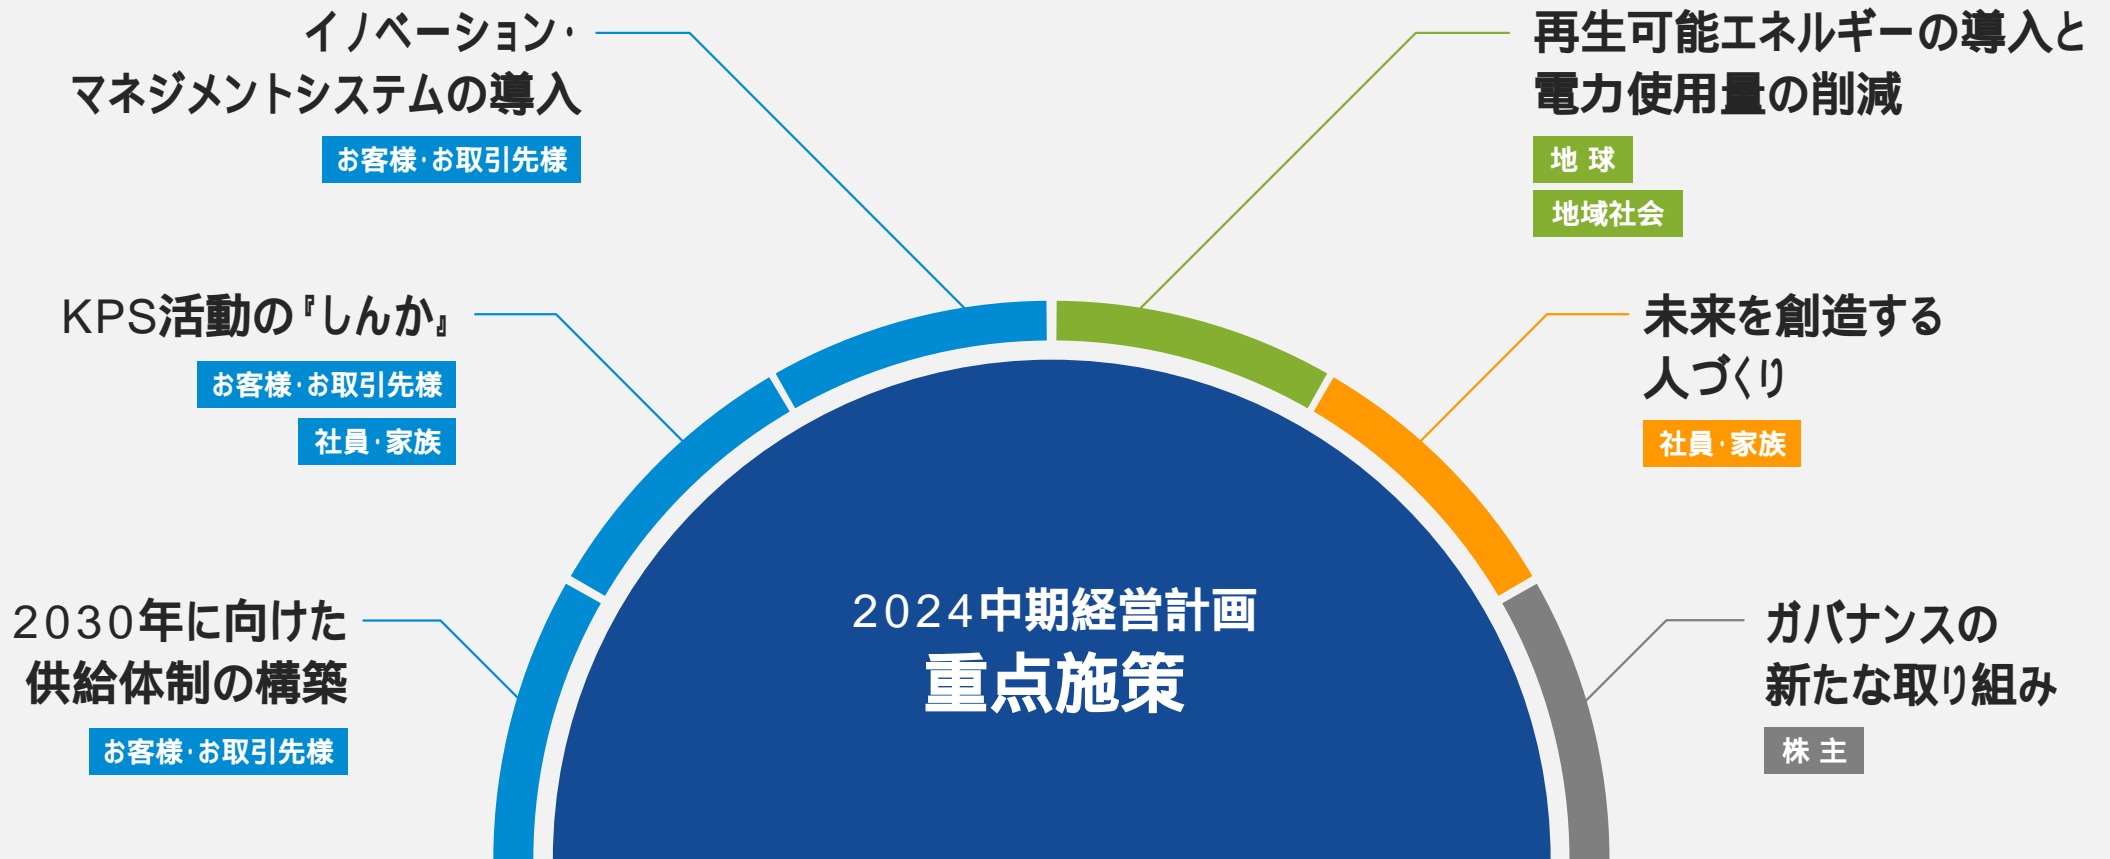 イノベーション・
マネジメントシステムの導入
お客様・お取引先様
KPS活動の『しんか』
お客様・お取引先様
社員・家族
2030年に向けた
供給体制の構築
お客様・お取引先様
2024中期経営計画
重点施策
再生可能エネルギーの導入と
電力使用量の削減
地球
地域社会
未来を創造する
人づくり
社員・家族
ガバナンスの
新たな取り組み
株主